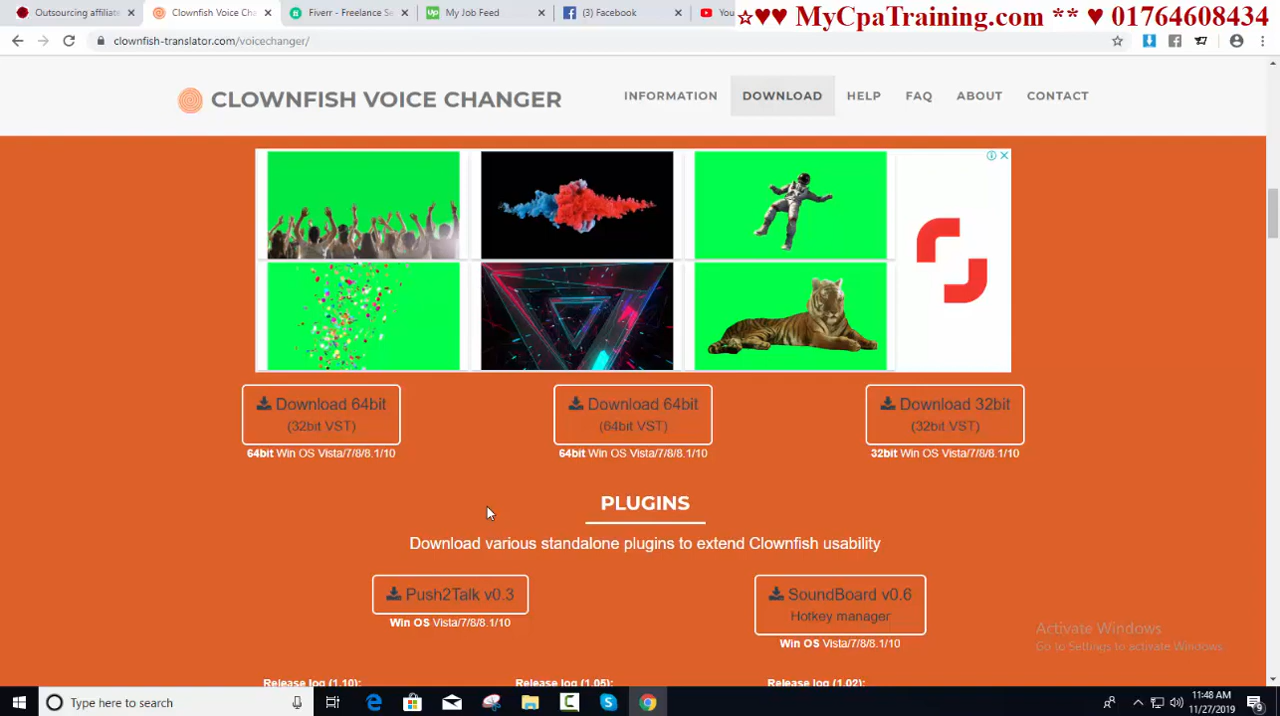 Outsourcing affiliate
Clownfish Voice Cha
Fiverr - Freelance Se
My Job Feed
(3) Facebook
You
☆♥♥ MyCpaTraining.com ** ♥ 01764608434
clownfish-translator.com/voicechanger/
CLOWNFISH VOICE CHANGER
INFORMATION
DOWNLOAD
HELP
FAQ
ABOUT
CONTACT
Download 64bit
(32bit VST)
64bit Win OS Vista/7/8/8.1/10
Download 64bit
(64bit VST)
64bit Win OS Vista/7/8/8.1/10
Download 32bit
(32bit VST)
32bit Win OS Vista/7/8/8.1/10
PLUGINS
Download various standalone plugins to extend Clownfish usability
Push2Talk v0.3
Win OS Vista/7/8/8.1/10
SoundBoard v0.6
Hotkey manager
Win OS Vista/7/8/8.1/10
Activate Windows
Go to Settings to activate Windows.
Release log (1.10):
Release log (1.05):
Release log (1.02):
Type here to search
11:48 AM
11/27/2019